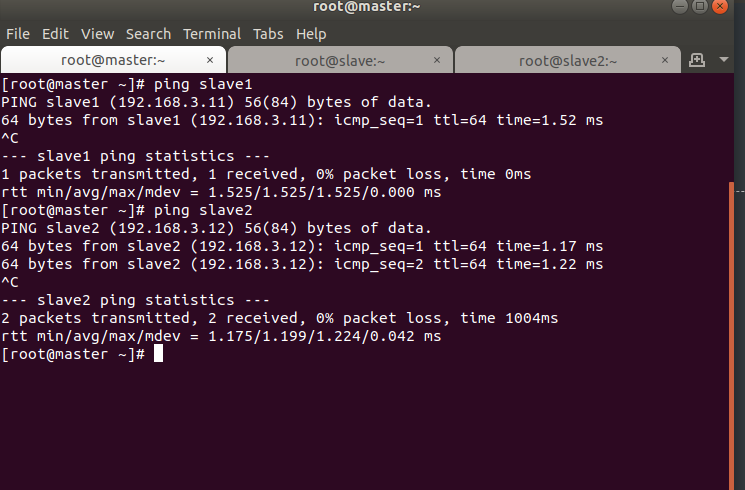 root@master:~
File Edit View Search Terminal Tabs Help
root@master:~ × root@slave:~ × root@slave2:~ ×
[root@master ~]# ping slave1
PING slave1 (192.168.3.11) 56(84) bytes of data.
64 bytes from slave1 (192.168.3.11): icmp_seq=1 ttl=64 time=1.52 ms
^C
--- slave1 ping statistics ---
1 packets transmitted, 1 received, 0% packet loss, time 0ms
rtt min/avg/max/mdev = 1.525/1.525/1.525/0.000 ms
[root@master ~]# ping slave2
PING slave2 (192.168.3.12) 56(84) bytes of data.
64 bytes from slave2 (192.168.3.12): icmp_seq=1 ttl=64 time=1.17 ms
64 bytes from slave2 (192.168.3.12): icmp_seq=2 ttl=64 time=1.22 ms
^C
--- slave2 ping statistics ---
2 packets transmitted, 2 received, 0% packet loss, time 1004ms
rtt min/avg/max/mdev = 1.175/1.199/1.224/0.042 ms
[root@master ~]#